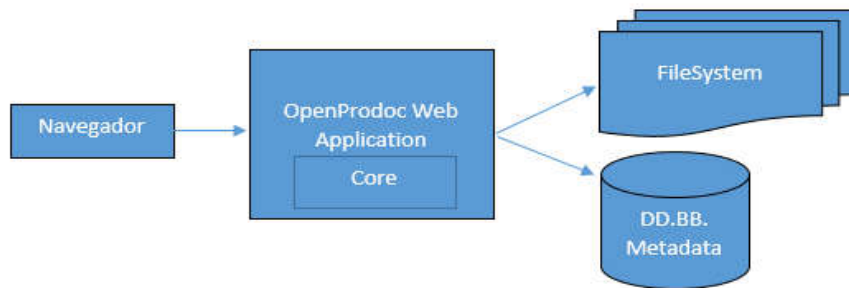 Navegador
OpenProdoc Web
Application
Core
FileSystem
DD.BB.
Metadata